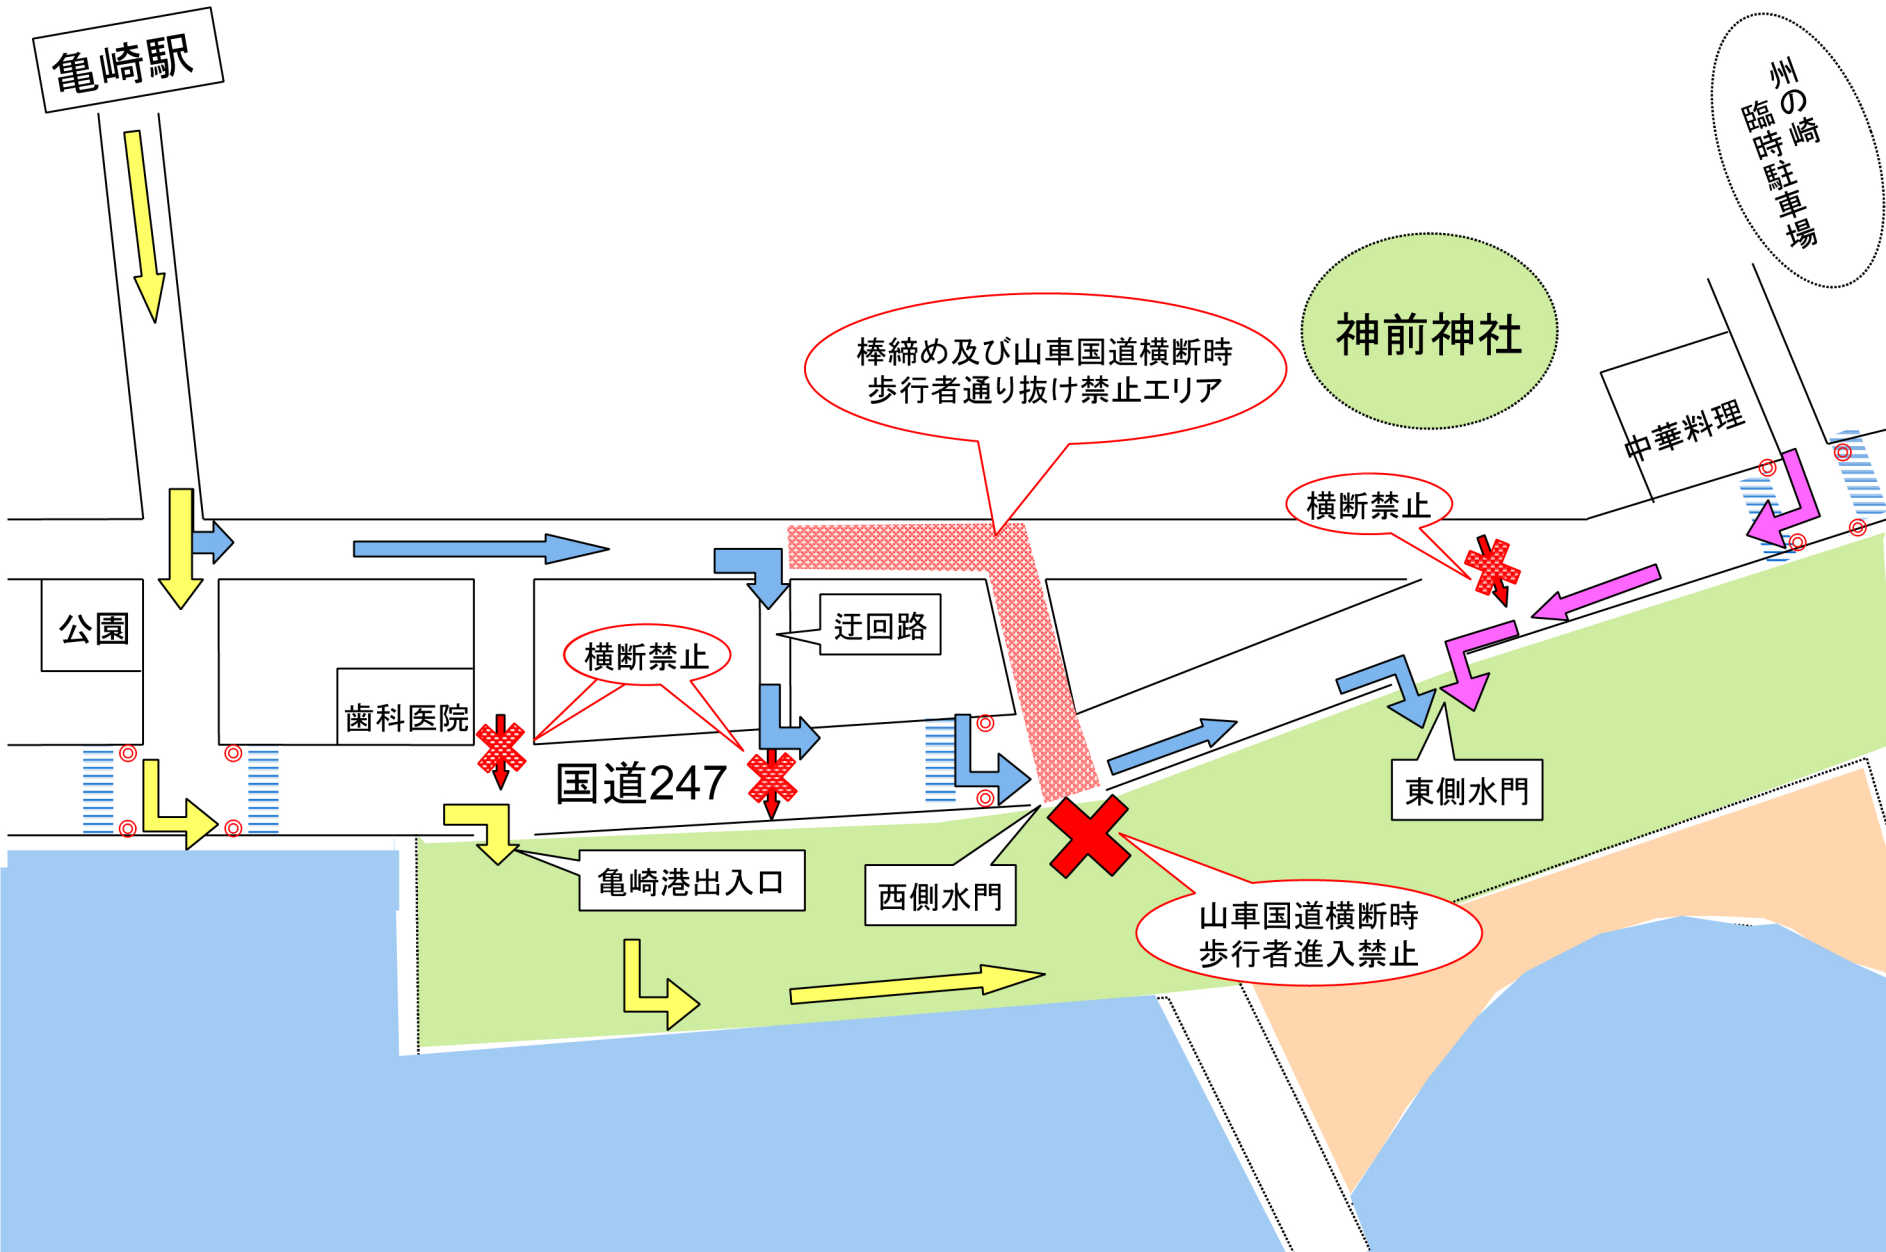 亀崎駅
州の崎
臨時駐車場
神前神社
棒締め及び山車国道横断時
歩行者通り抜け禁止エリア
中華料理
横断禁止
公園
迂回路
横断禁止
歯科医院
国道247
東側水門
亀崎港出入口
西側水門
山車国道横断時
歩行者進入禁止